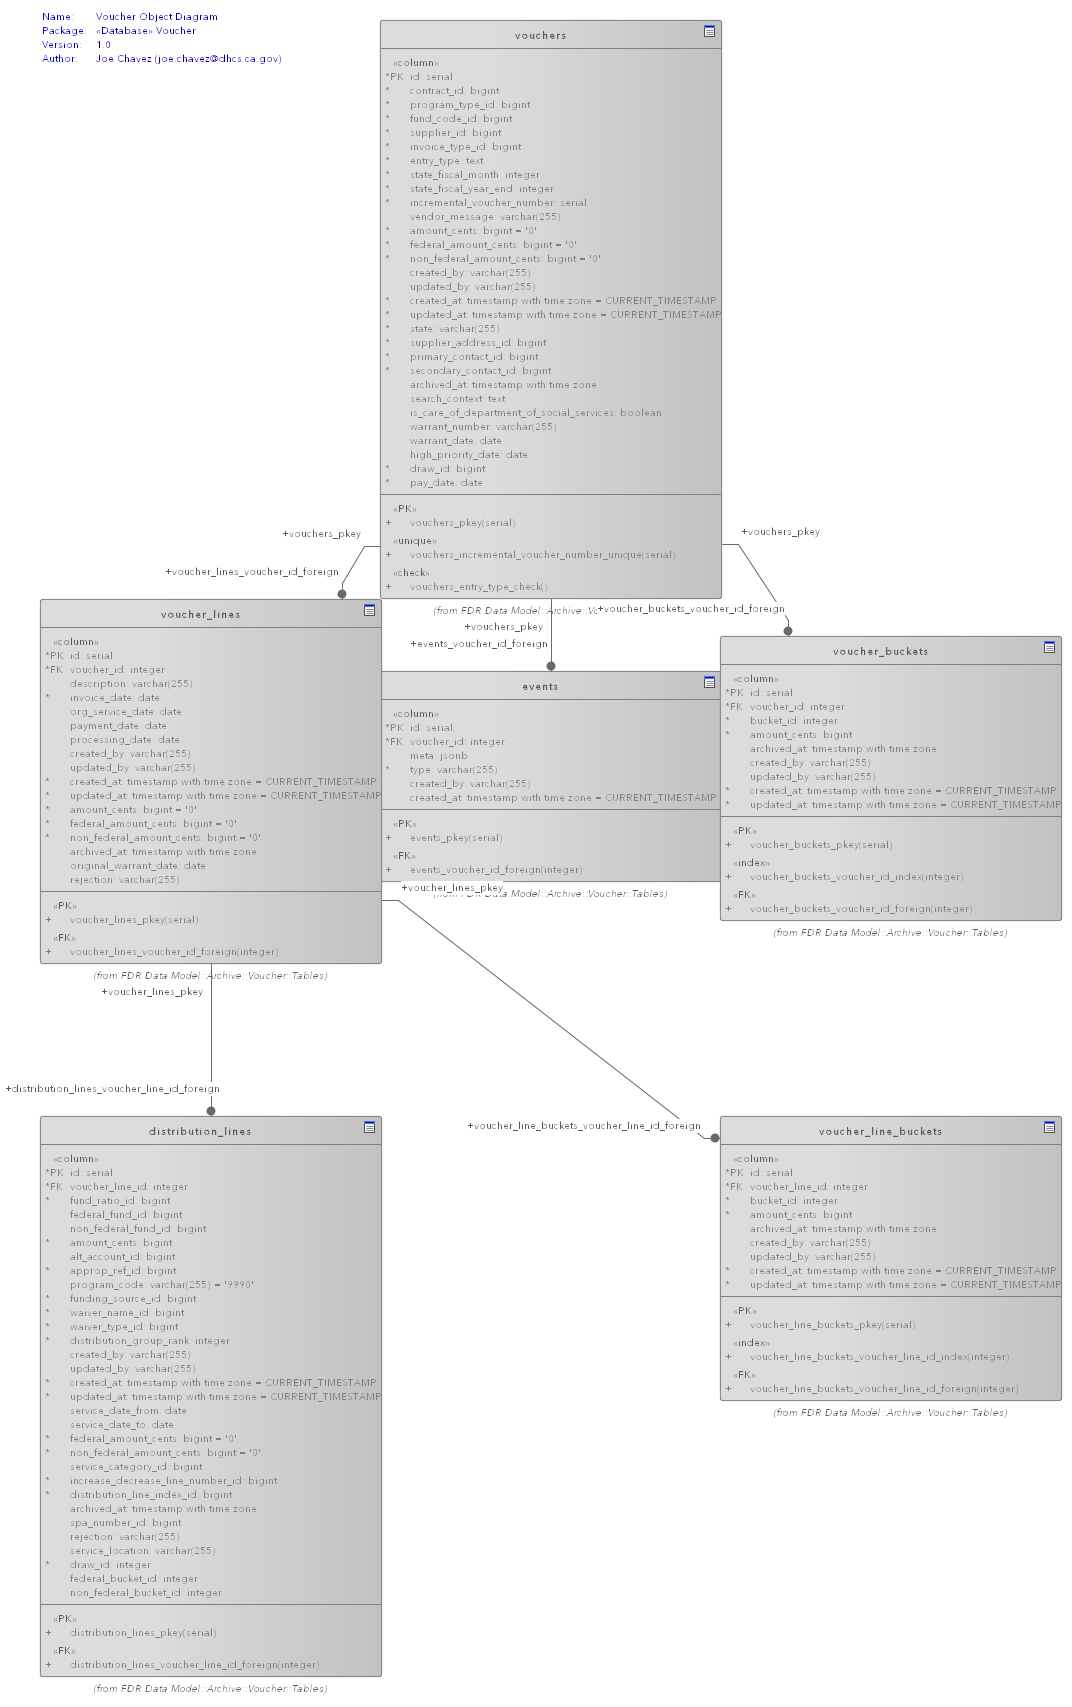 Name: Voucher Object Diagram
Package: «Database» Voucher
Version: 1.0
Author: Joe Chavez (joe.chavez@dhcs.ca.gov)
vouchers
«column»
*PK id: serial
* contract_id: bigint
* program_type_id: bigint
* fund_code_id: bigint
* supplier_id: bigint
* invoice_type_id: bigint
* entry_type: text
* state_fiscal_month: integer
* state_fiscal_year_end: integer
* incremental_voucher_number: serial
vendor_message: varchar(255)
* amount_cents: bigint = '0'
* federal_amount_cents: bigint = '0'
* non_federal_amount_cents: bigint = '0'
created_by: varchar(255)
updated_by: varchar(255)
* created_at: timestamp with time zone = CURRENT_TIMESTAMP
* updated_at: timestamp with time zone = CURRENT_TIMESTAMP
* state: varchar(255)
* supplier_address_id: bigint
* primary_contact_id: bigint
* secondary_contact_id: bigint
archived_at: timestamp with time zone
search_context: text
is_care_of_department_of_social_services: boolean
warrant_number: varchar(255)
warrant_date: date
high_priority_date: date
* draw_id: bigint
* pay_date: date
«PK»
+ vouchers_pkey(serial)
«unique»
+ vouchers_incremental_voucher_number_unique(serial)
«check»
+ vouchers_entry_type_check()
(from FDR Data Model::Archive::Vo
+vouchers_pkey
+voucher_lines_voucher_id_foreign
+vouchers_pkey
+events_voucher_id_foreign
+vouchers_pkey
+voucher_buckets_voucher_id_foreign
voucher_lines
«column»
*PK id: serial
*FK voucher_id: integer
description: varchar(255)
* invoice_date: date
org_service_date: date
payment_date: date
processing_date: date
created_by: varchar(255)
updated_by: varchar(255)
* created_at: timestamp with time zone = CURRENT_TIMESTAMP
* updated_at: timestamp with time zone = CURRENT_TIMESTAMP
* amount_cents: bigint = '0'
* federal_amount_cents: bigint = '0'
* non_federal_amount_cents: bigint = '0'
archived_at: timestamp with time zone
original_warrant_date: date
rejection: varchar(255)
«PK»
+ voucher_lines_pkey(serial)
«FK»
+ voucher_lines_voucher_id_foreign(integer)
(from FDR Data Model::Archive::Voucher::Tables)
events
«column»
*PK id: serial
*FK voucher_id: integer
meta: jsonb
* type: varchar(255)
created_by: varchar(255)
created_at: timestamp with time zone = CURRENT_TIMESTAMP
«PK»
+ events_pkey(serial)
«FK»
+ events_voucher_id_foreign(integer)
(from FDR Data Model::Archive::Voucher::Tables)
+voucher_lines_pkey
voucher_buckets
«column»
*PK id: serial
*FK voucher_id: integer
* bucket_id: integer
* amount_cents: bigint
archived_at: timestamp with time zone
created_by: varchar(255)
updated_by: varchar(255)
* created_at: timestamp with time zone = CURRENT_TIMESTAMP
* updated_at: timestamp with time zone = CURRENT_TIMESTAMP
«PK»
+ voucher_buckets_pkey(serial)
«index»
+ voucher_buckets_voucher_id_index(integer)
«FK»
+ voucher_buckets_voucher_id_foreign(integer)
(from FDR Data Model::Archive::Voucher::Tables)
+voucher_lines_pkey
+distribution_lines_voucher_line_id_foreign
+voucher_line_buckets_voucher_line_id_foreign
distribution_lines
«column»
*PK id: serial
*FK voucher_line_id: integer
* fund_ratio_id: bigint
federal_fund_id: bigint
non_federal_fund_id: bigint
* amount_cents: bigint
alt_account_id: bigint
* approp_ref_id: bigint
program_code: varchar(255) = '9990'
* funding_source_id: bigint
* waiver_name_id: bigint
* waiver_type_id: bigint
* distribution_group_rank: integer
created_by: varchar(255)
updated_by: varchar(255)
* created_at: timestamp with time zone = CURRENT_TIMESTAMP
* updated_at: timestamp with time zone = CURRENT_TIMESTAMP
service_date_from: date
service_date_to: date
* federal_amount_cents: bigint = '0'
* non_federal_amount_cents: bigint = '0'
service_category_id: bigint
* increase_decrease_line_number_id: bigint
* distribution_line_index_id: bigint
archived_at: timestamp with time zone
spa_number_id: bigint
rejection: varchar(255)
service_location: varchar(255)
* draw_id: integer
federal_bucket_id: integer
non_federal_bucket_id: integer
«PK»
+ distribution_lines_pkey(serial)
«FK»
+ distribution_lines_voucher_line_id_foreign(integer)
(from FDR Data Model::Archive::Voucher::Tables)
voucher_line_buckets
«column»
*PK id: serial
*FK voucher_line_id: integer
* bucket_id: integer
* amount_cents: bigint
archived_at: timestamp with time zone
created_by: varchar(255)
updated_by: varchar(255)
* created_at: timestamp with time zone = CURRENT_TIMESTAMP
* updated_at: timestamp with time zone = CURRENT_TIMESTAMP
«PK»
+ voucher_line_buckets_pkey(serial)
«index»
+ voucher_line_buckets_voucher_line_id_index(integer)
«FK»
+ voucher_line_buckets_voucher_line_id_foreign(integer)
(from FDR Data Model::Archive::Voucher::Tables)